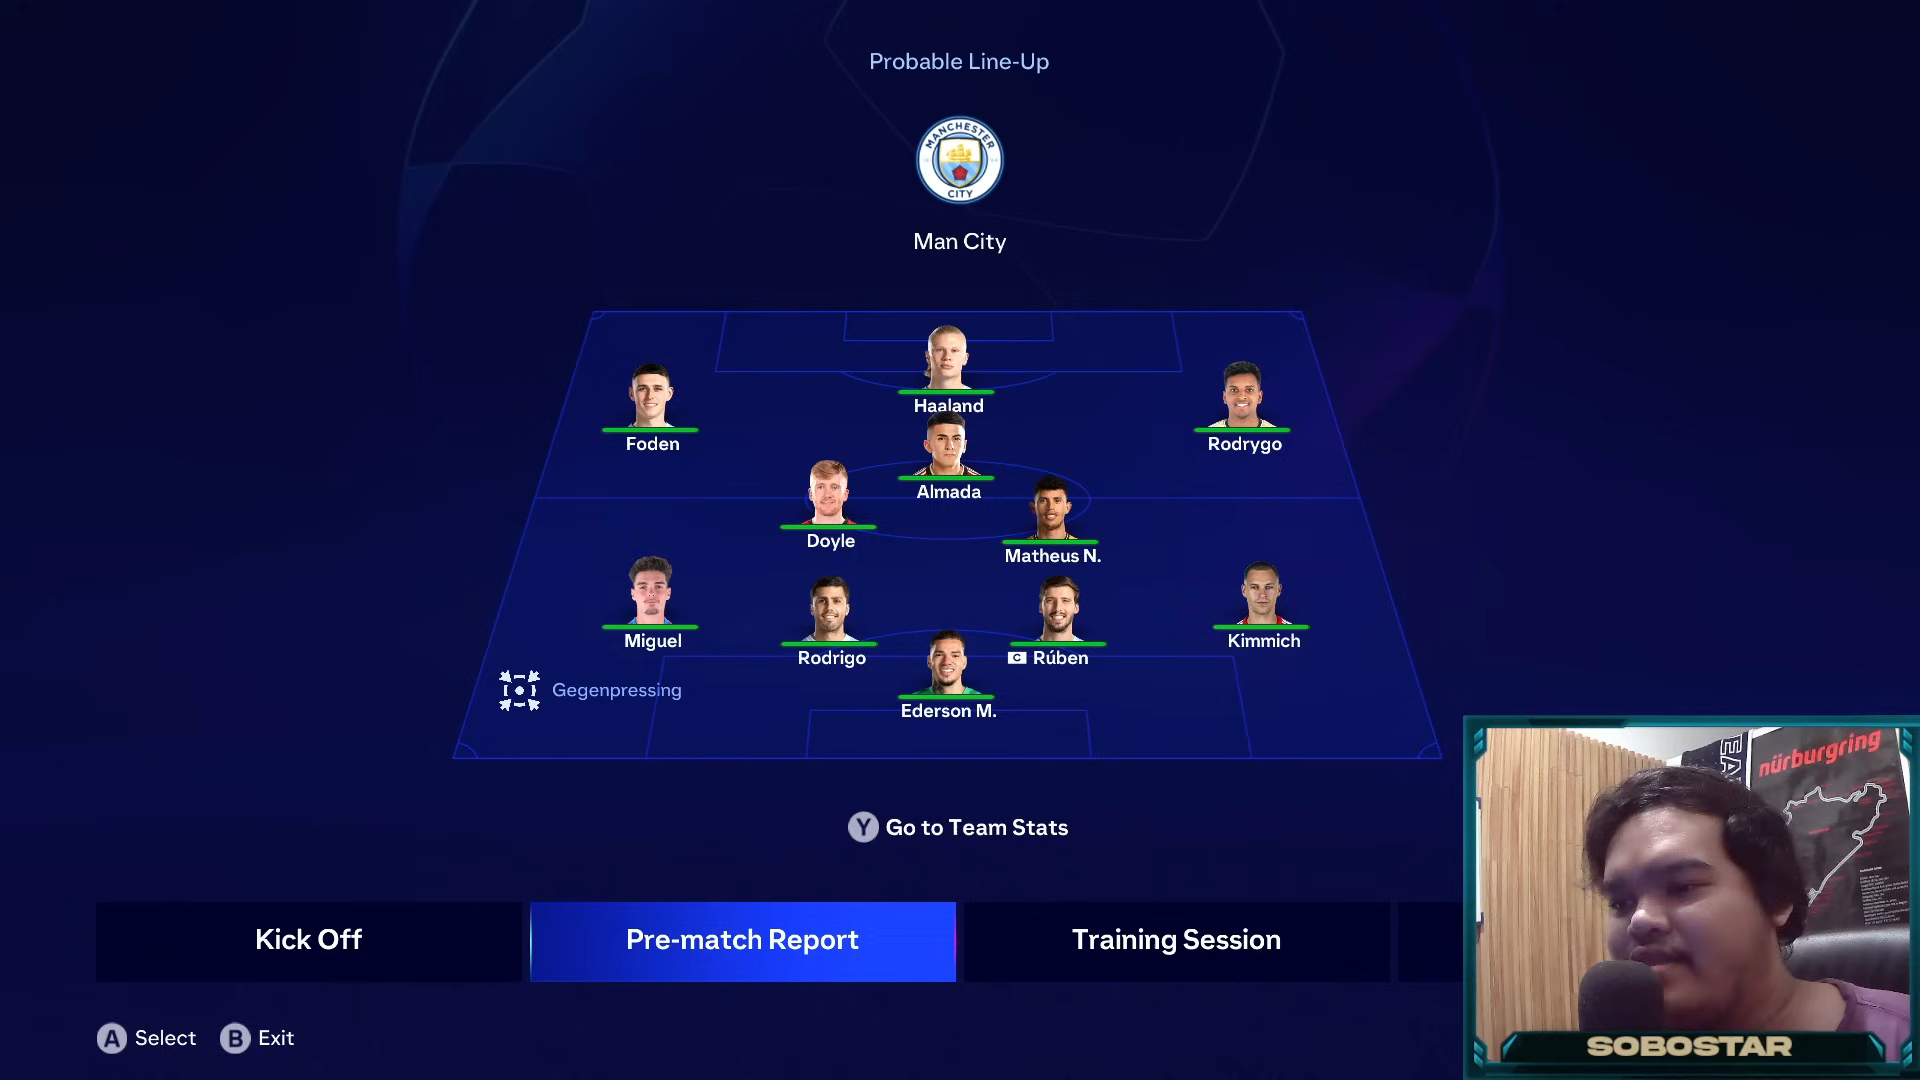 Probable Line-Up
MANCHESTER
CITY
Man City
Haaland
Foden
Rodrygo
Almada
Doyle
Matheus N.
Miguel
Rodrigo
C Rúben
Kimmich
Gegenpressing
Ederson M.
Y Go to Team Stats
Kick Off
Pre-match Report
Training Session
A Select
B Exit
nürburgring
SOBOSTAR